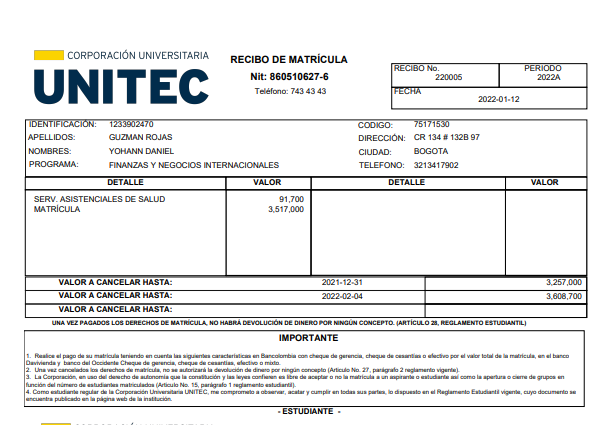 CORPORACIÓN UNIVERSITARIA
UNITEC
RECIBO DE MATRÍCULA
Nit: 860510627-6
Teléfono: 743 43 43
RECIBO No. PERIODO
220005 2022A
FECHA
2022-01-12
IDENTIFICACIÓN: 1233902470 CODIGO: 75171530
APELLIDOS: GUZMAN ROJAS DIRECCIÓN: CR 134 # 132B 97
NOMBRES: YOHANN DANIEL CIUDAD: BOGOTA
PROGRAMA: FINANZAS Y NEGOCIOS INTERNACIONALES TELEFONO: 3213417902
DETALLE VALOR DETALLE VALOR
SERV. ASISTENCIALES DE SALUD 91,700
MATRÍCULA 3,517,000
VALOR A CANCELAR HASTA: 2021-12-31 3,257,000
VALOR A CANCELAR HASTA: 2022-02-04 3,608,700
VALOR A CANCELAR HASTA:
UNA VEZ PAGADOS LOS DERECHOS DE MATRÍCULA, NO HABRÁ DEVOLUCIÓN DE DINERO POR NINGÚN CONCEPTO. (ARTÍCULO 28, REGLAMENTO ESTUDIANTIL)
IMPORTANTE
1. Realice el pago de su matrícula teniendo en cuenta las siguientes características en Bancolombia con cheque de gerencia, cheque de cesantías o efectivo por el valor total de la matrícula, en el banco
Davivienda y banco del Occidente Cheque de gerencia, cheque de cesantías, efectivo o mixto.
2. Una vez cancelados los derechos de matrícula, no se autorizará la devolución de dinero por ningún concepto (Articulo No. 27, parágrafo 2 reglamento vigente).
3. La Corporación, en uso del derecho de autonomía que la constitución y las leyes confieren es libre de aceptar o no la matrícula a un aspirante o estudiante así como la apertura o cierre de grupos en
función del número de estudiantes matriculados (Articulo No. 15, parágrafo 1 reglamento estudiantil).
4. Como estudiante regular de la Corporación Universitaria UNITEC, me comprometo a observar, acatar y cumplir en todas sus partes, lo dispuesto en el Reglamento Estudiantil vigente, cuyo documento se
encuentra publicado en la página web de la institución.
- ESTUDIANTE -